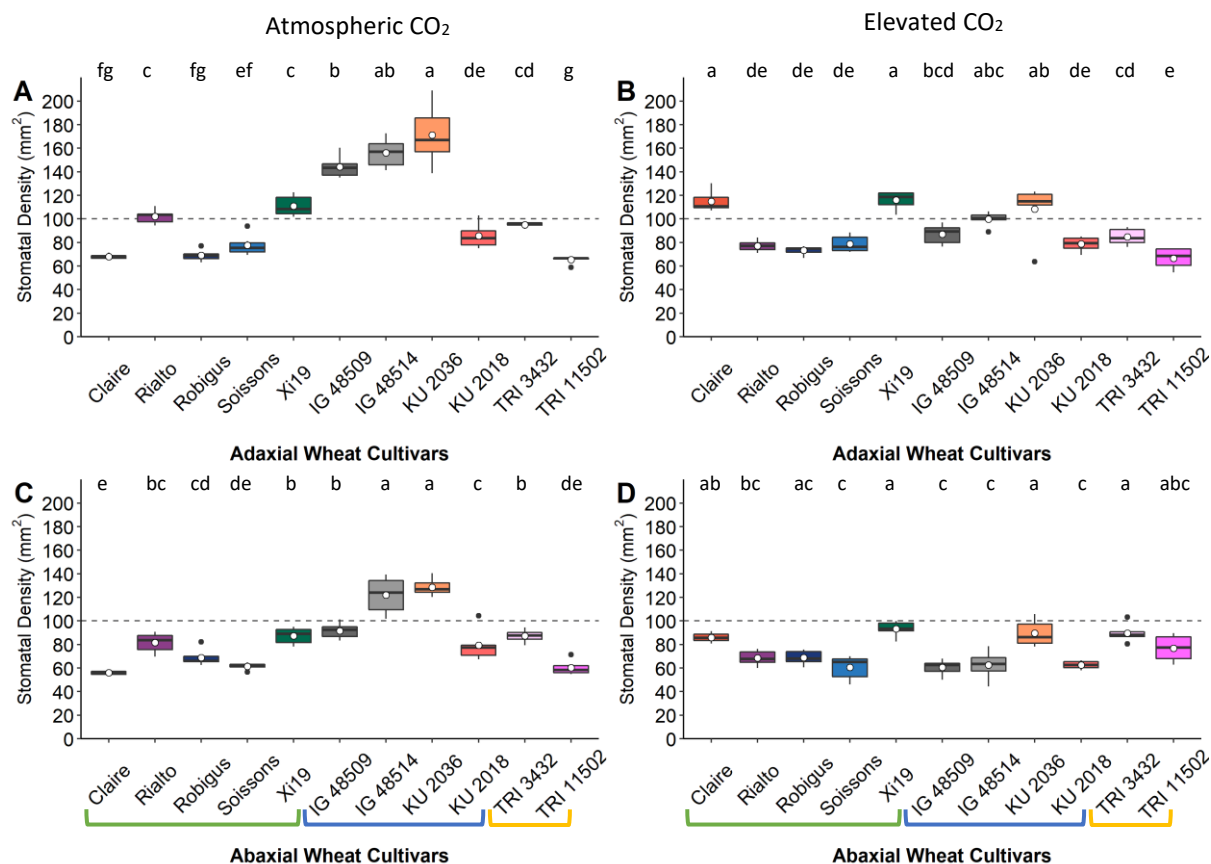 Atmospheric CO₂
Elevated CO₂
fg c fg ef c b ab a de cd g
a de de de a bcd abc ab de cd e
A
B
Stomatal Density (mm²)
200
180
160
140
120
100
80
60
40
20
0
Stomatal Density (mm²)
200
180
160
140
120
100
80
60
40
20
0
Claire
Rialto
Robigus
Soissons
Xi19
IG 48509
IG 48514
KU 2036
KU 2018
TRI 3432
TRI 11502
Claire
Rialto
Robigus
Soissons
Xi19
IG 48509
IG 48514
KU 2036
KU 2018
TRI 3432
TRI 11502
Adaxial Wheat Cultivars
Adaxial Wheat Cultivars
C
D
e bc cd de b b a a c b de
ab bc ac c a c c a c a abc
Stomatal Density (mm²)
200
180
160
140
120
100
80
60
40
20
0
Stomatal Density (mm²)
200
180
160
140
120
100
80
60
40
20
0
Claire
Rialto
Robigus
Soissons
Xi19
IG 48509
IG 48514
KU 2036
KU 2018
TRI 3432
TRI 11502
Claire
Rialto
Robigus
Soissons
Xi19
IG 48509
IG 48514
KU 2036
KU 2018
TRI 3432
TRI 11502
Abaxial Wheat Cultivars
Abaxial Wheat Cultivars